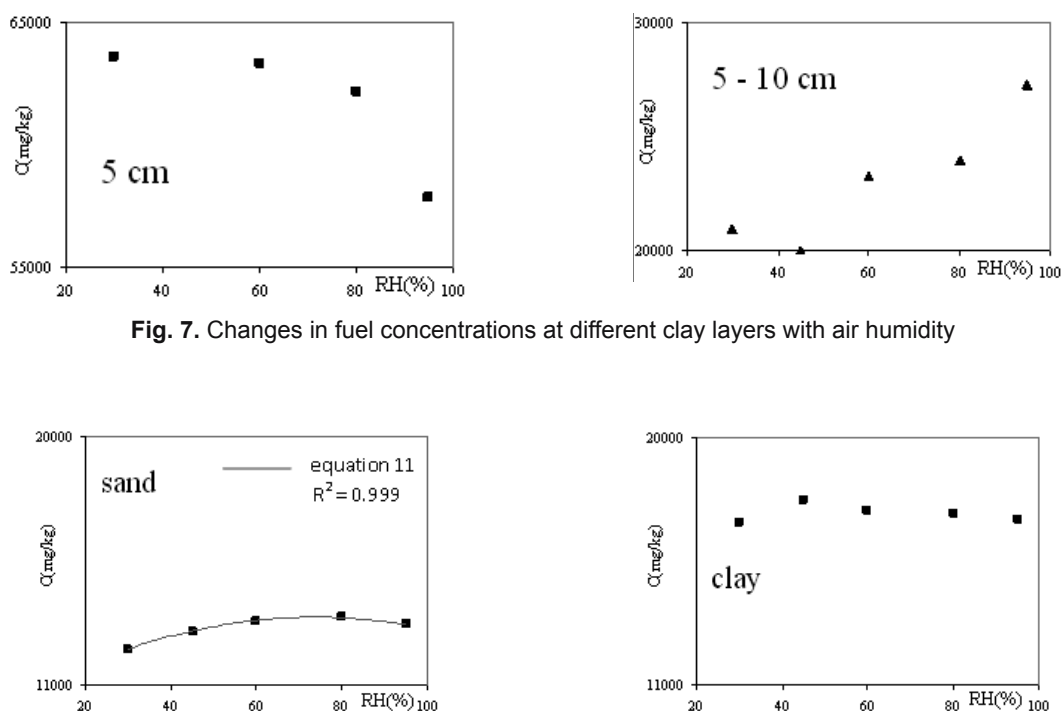 65000
C(mg/kg)
5 cm
55000
20 40 60 80 RH(%) 100
30000
C(mg/kg)
5 - 10 cm
20000
20 40 60 80 RH(%) 100
Fig. 7. Changes in fuel concentrations at different clay layers with air humidity
20000
C(mg/kg)
sand
equation 11
R² = 0.999
11000
20 40 60 80 RH(%) 100
20000
C(mg/kg)
clay
11000
20 40 60 80 RH(%) 100